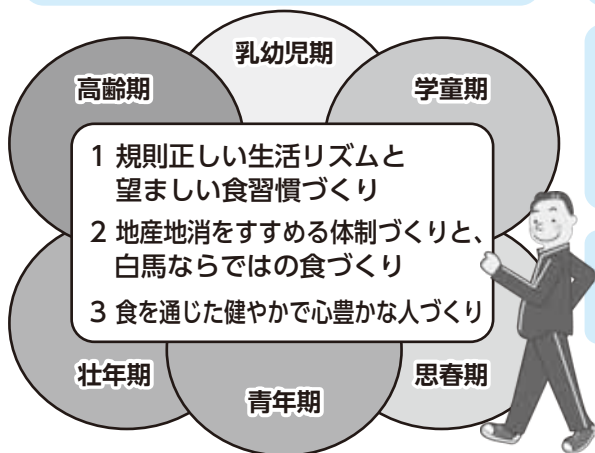 乳幼児期
高齢期
学童期
1 規則正しい生活リズムと
望ましい食習慣づくり
2 地産地消をすすめる体制づくりと、
白馬ならではの食づくり
3 食を通じた健やかで心豊かな人づくり
壮年期
思春期
青年期